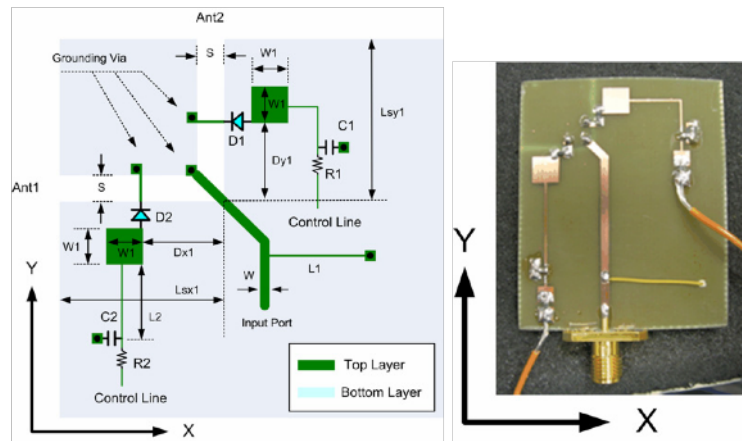 Ant2
S
W1
Grounding Via
W1
Lsy1
D1
C1
Dy1
R1
Ant1
S
Control Line
D2
W1
W1
Dx1
Y
W
L1
Lsx1
L2
Input Port
C2
R2
Top Layer
Bottom Layer
Control Line
X
Y
X